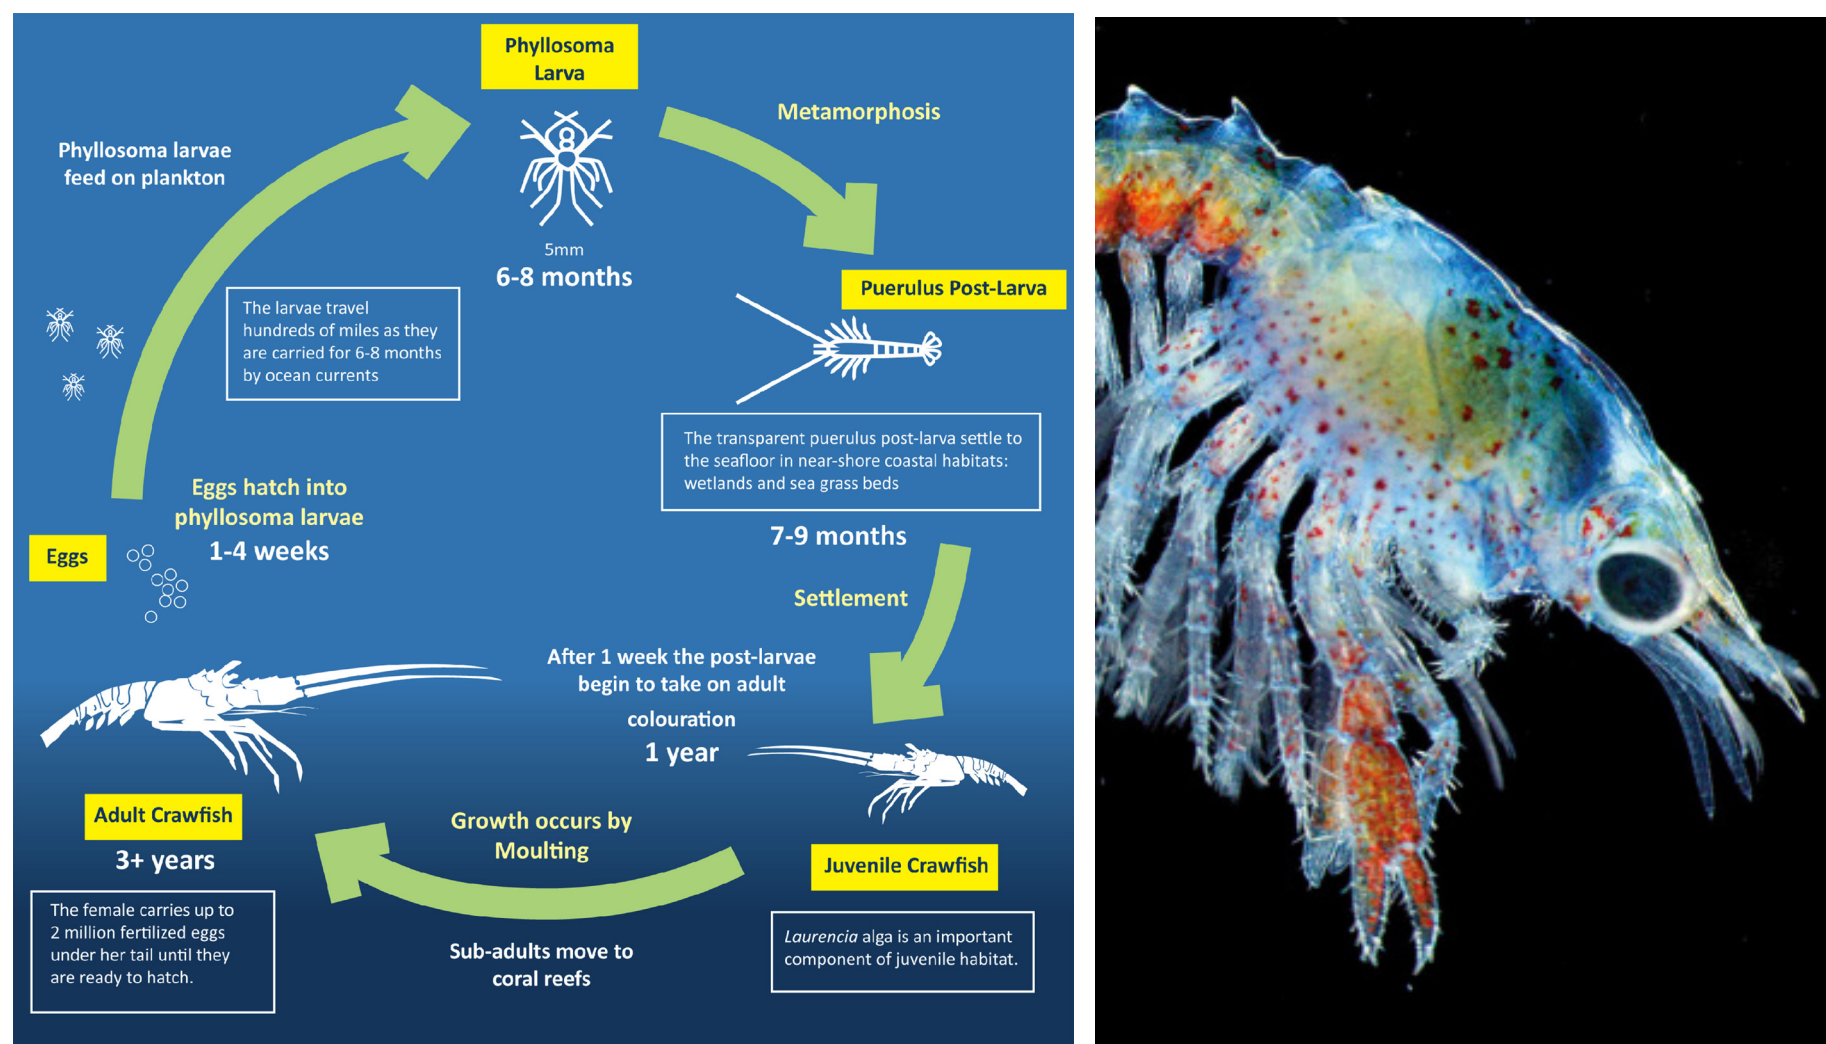 Phyllosoma
Larva
Metamorphosis
Phyllosoma larvae
feed on plankton
5mm
6-8 months
The larvae travel
hundreds of miles as they
are carried for 6-8 months
by ocean currents
Puerulus Post-Larva
The transparent puerulus post-larva settle to
the seafloor in near-shore coastal habitats:
wetlands and sea grass beds
7-9 months
Eggs hatch into
phyllosoma larvae
1-4 weeks
Eggs
Settlement
After 1 week the post-larvae
begin to take on adult
colouration
1 year
Adult Crawfish
3+ years
Growth occurs by
Moulting
Juvenile Crawfish
The female carries up to
2 million fertilized eggs
under her tail until they
are ready to hatch.
Sub-adults move to
coral reefs
Laurencia alga is an important
component of juvenile habitat.